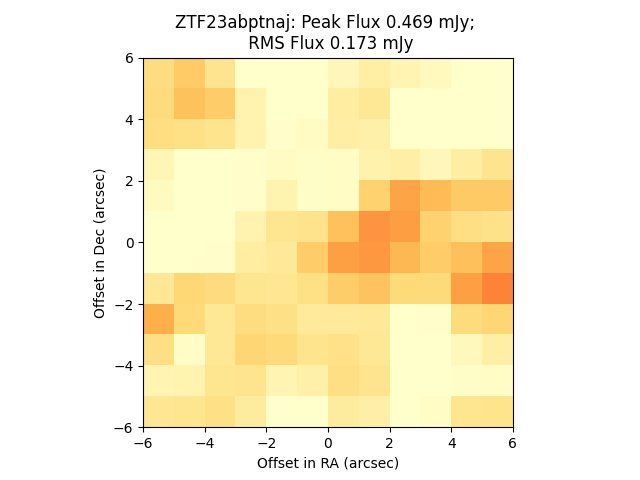 ZTF23abptnaj: Peak Flux 0.469 mJy;
RMS Flux 0.173 mJy
6
4
2
0
−2
−4
−6
Offset in Dec (arcsec)
−6 −4 −2 0 2 4 6
Offset in RA (arcsec)